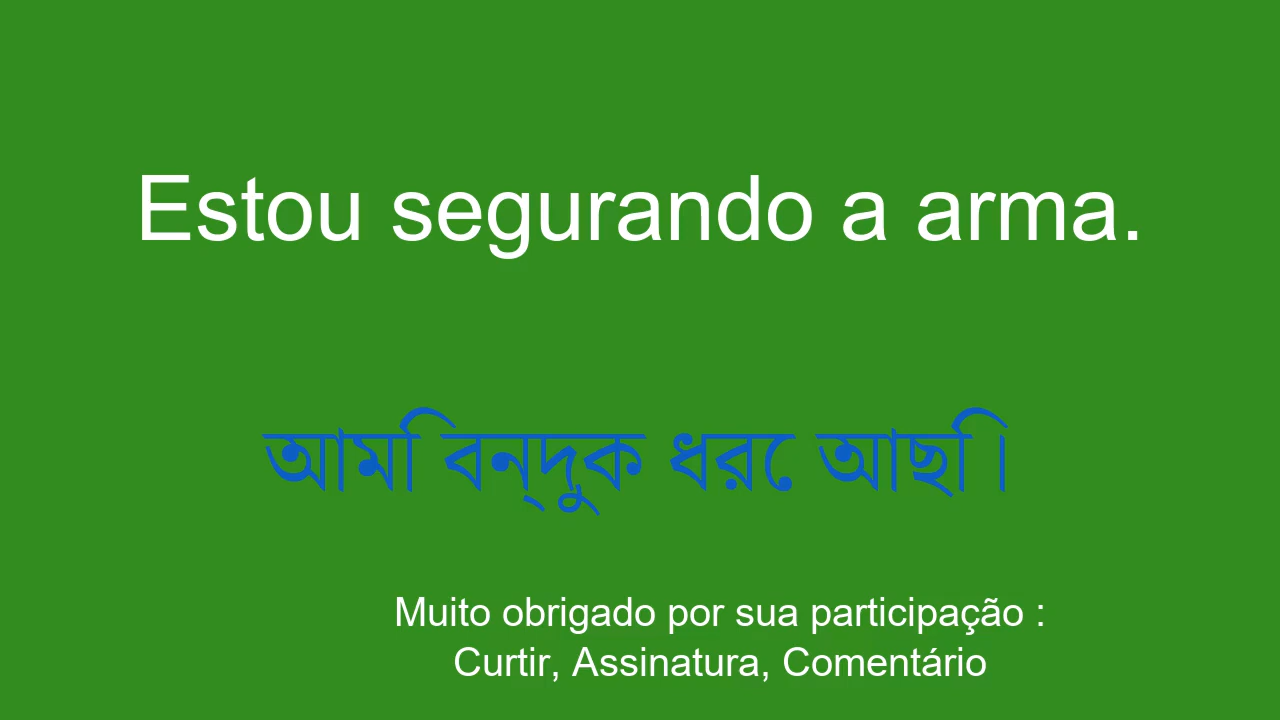 Estou segurando a arma.
আমি বন্দুক ধরে আছি।
Muito obrigado por sua participação :
Curtir, Assinatura, Comentário